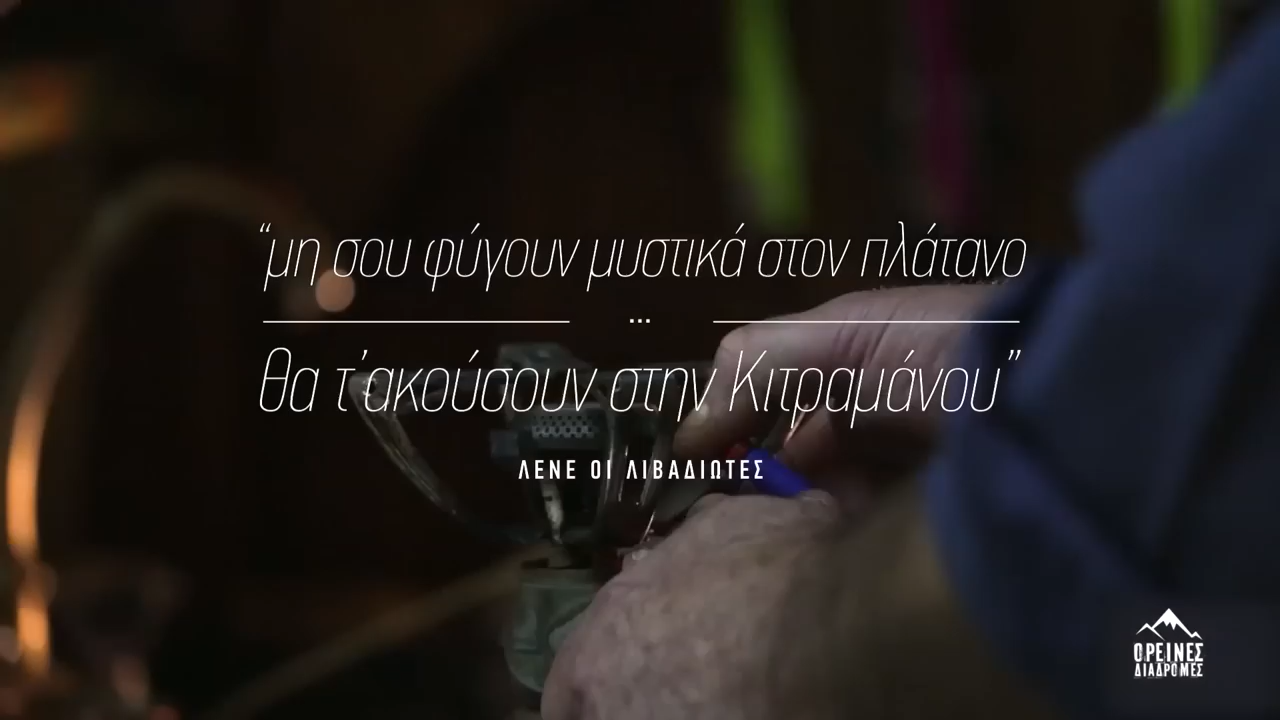 “μη σου φύγουν μυστικά στον πλάτανο
...
θα τ'ακούσουν στην Κιτραμάνου”
ΛΕΝΕ ΟΙ ΛΙΒΑΔΙΩΤΕΣ
ΟΡΕΙΝΕΣ
ΔΙΑΔΡΟΜΕΣ